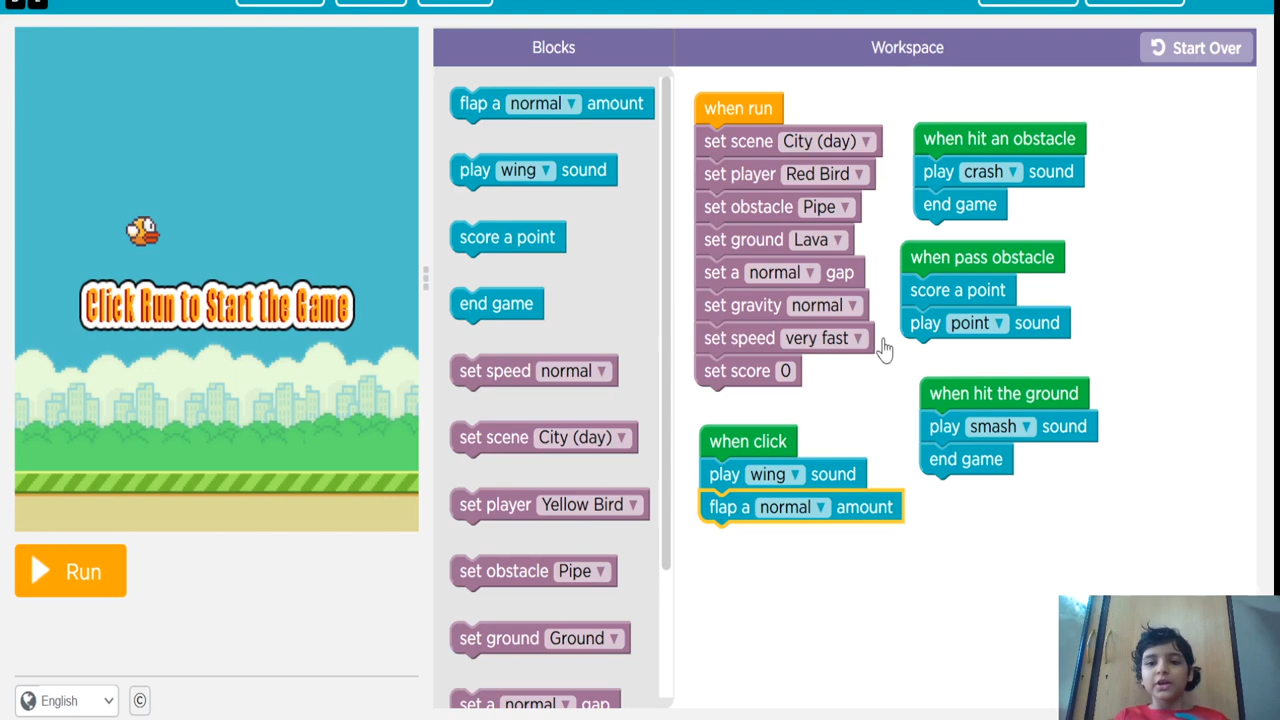 Blocks
Workspace
Start Over
Click Run to Start the Game
Run
English
©
flap a normal amount
play wing sound
score a point
end game
set speed normal
set scene City (day)
set player Yellow Bird
set obstacle Pipe
set ground Ground
set a normal gap
when run
set scene City (day)
set player Red Bird
set obstacle Pipe
set ground Lava
set a normal gap
set gravity normal
set speed very fast
set score 0
when click
play wing sound
flap a normal amount
when hit an obstacle
play crash sound
end game
when pass obstacle
score a point
play point sound
when hit the ground
play smash sound
end game